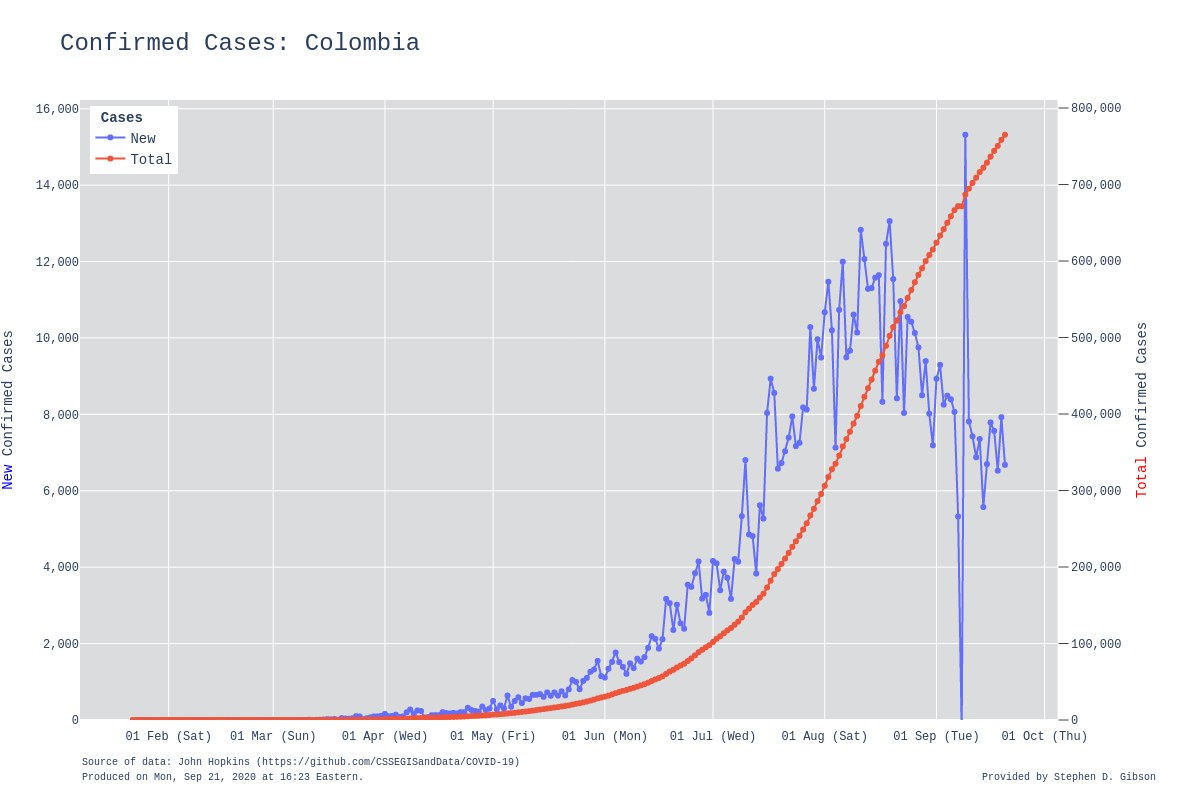 Confirmed Cases: Colombia
Cases
New
Total
16,000
14,000
12,000
10,000
8,000
6,000
4,000
2,000
0
New Confirmed Cases
800,000
700,000
600,000
500,000
400,000
300,000
200,000
100,000
0
Total Confirmed Cases
01 Feb (Sat) 01 Mar (Sun) 01 Apr (Wed) 01 May (Fri) 01 Jun (Mon) 01 Jul (Wed) 01 Aug (Sat) 01 Sep (Tue) 01 Oct (Thu)
Source of data: John Hopkins (https://github.com/CSSEGISandData/COVID-19)
Produced on Mon, Sep 21, 2020 at 16:23 Eastern.
Provided by Stephen D. Gibson